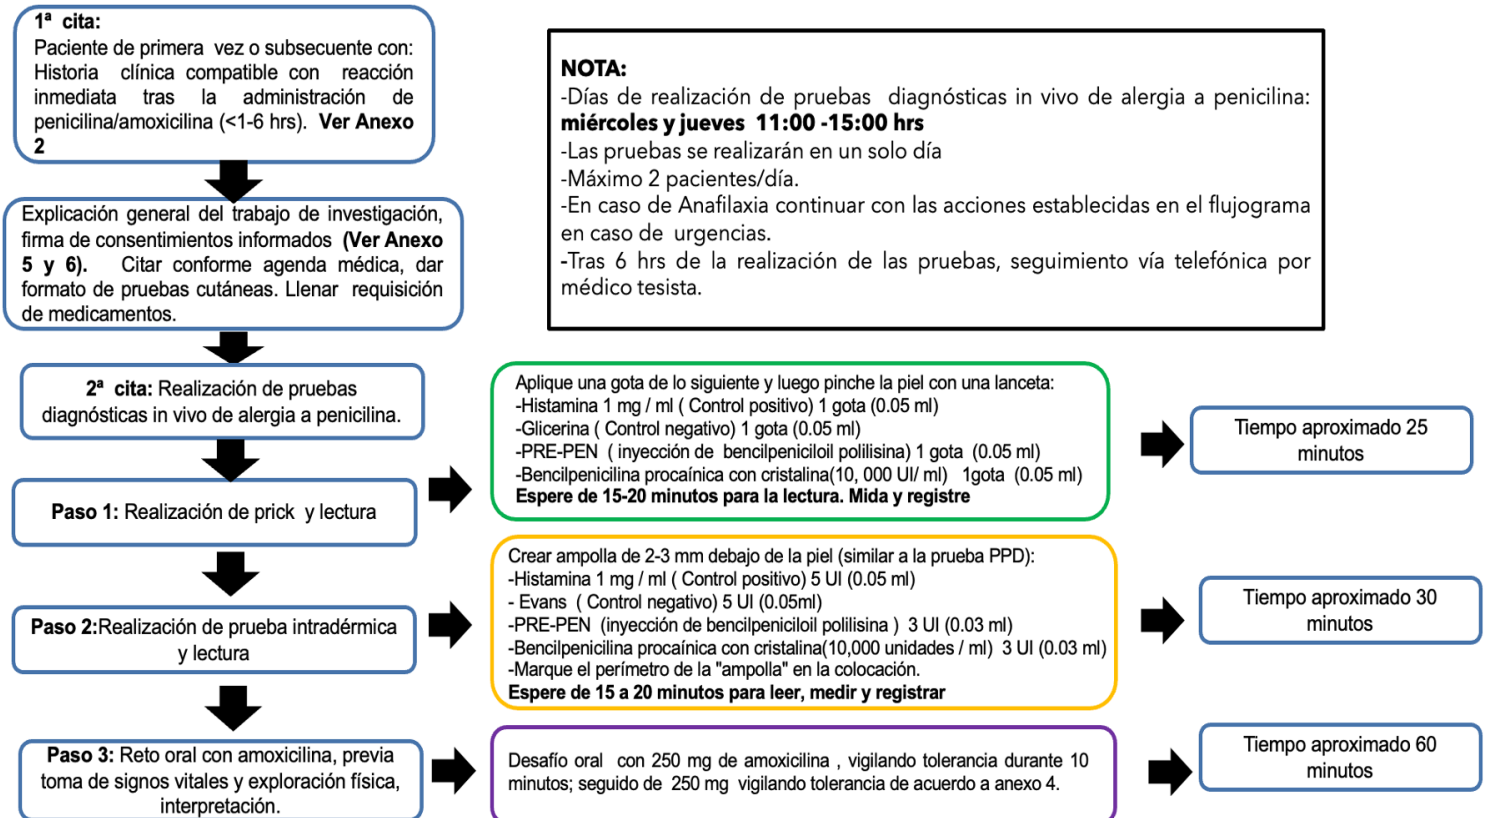 1ª cita:
Paciente de primera vez o subsecuente con:
Historia clínica compatible con reacción
inmediata tras la administración de
penicilina/amoxicilina (<1-6 hrs). Ver Anexo
2
NOTA:
-Días de realización de pruebas diagnósticas in vivo de alergia a penicilina:
miércoles y jueves 11:00 -15:00 hrs
-Las pruebas se realizarán en un solo día
-Máximo 2 pacientes/día.
-En caso de Anafilaxia continuar con las acciones establecidas en el flujograma
en caso de urgencias.
-Tras 6 hrs de la realización de las pruebas, seguimiento vía telefónica por
médico tesista.
Explicación general del trabajo de investigación,
firma de consentimientos informados (Ver Anexo
5 y 6). Citar conforme agenda médica, dar
formato de pruebas cutáneas. Llenar requisición
de medicamentos.
2ª cita: Realización de pruebas
diagnósticas in vivo de alergia a penicilina.
Paso 1: Realización de prick y lectura
Aplique una gota de lo siguiente y luego pinche la piel con una lanceta:
-Histamina 1 mg / ml ( Control positivo) 1 gota (0.05 ml)
-Glicerina ( Control negativo) 1 gota (0.05 ml)
-PRE-PEN ( inyección de bencilpeniciloil polilisina) 1 gota (0.05 ml)
-Bencilpenicilina procaínica con cristalina(10, 000 UI/ ml) 1gota (0.05 ml)
Espere de 15-20 minutos para la lectura. Mida y registre
Tiempo aproximado 25
minutos
Paso 2:Realización de prueba intradérmica
y lectura
Crear ampolla de 2-3 mm debajo de la piel (similar a la prueba PPD):
-Histamina 1 mg / ml ( Control positivo) 5 UI (0.05 ml)
- Evans ( Control negativo) 5 UI (0.05ml)
-PRE-PEN (inyección de bencilpeniciloil polilisina ) 3 UI (0.03 ml)
-Bencilpenicilina procaínica con cristalina(10,000 unidades / ml) 3 UI (0.03 ml)
-Marque el perímetro de la "ampolla" en la colocación.
Espere de 15 a 20 minutos para leer, medir y registrar
Tiempo aproximado 30
minutos
Paso 3: Reto oral con amoxicilina, previa
toma de signos vitales y exploración física,
interpretación.
Desafío oral con 250 mg de amoxicilina , vigilando tolerancia durante 10
minutos; seguido de 250 mg vigilando tolerancia de acuerdo a anexo 4.
Tiempo aproximado 60
minutos